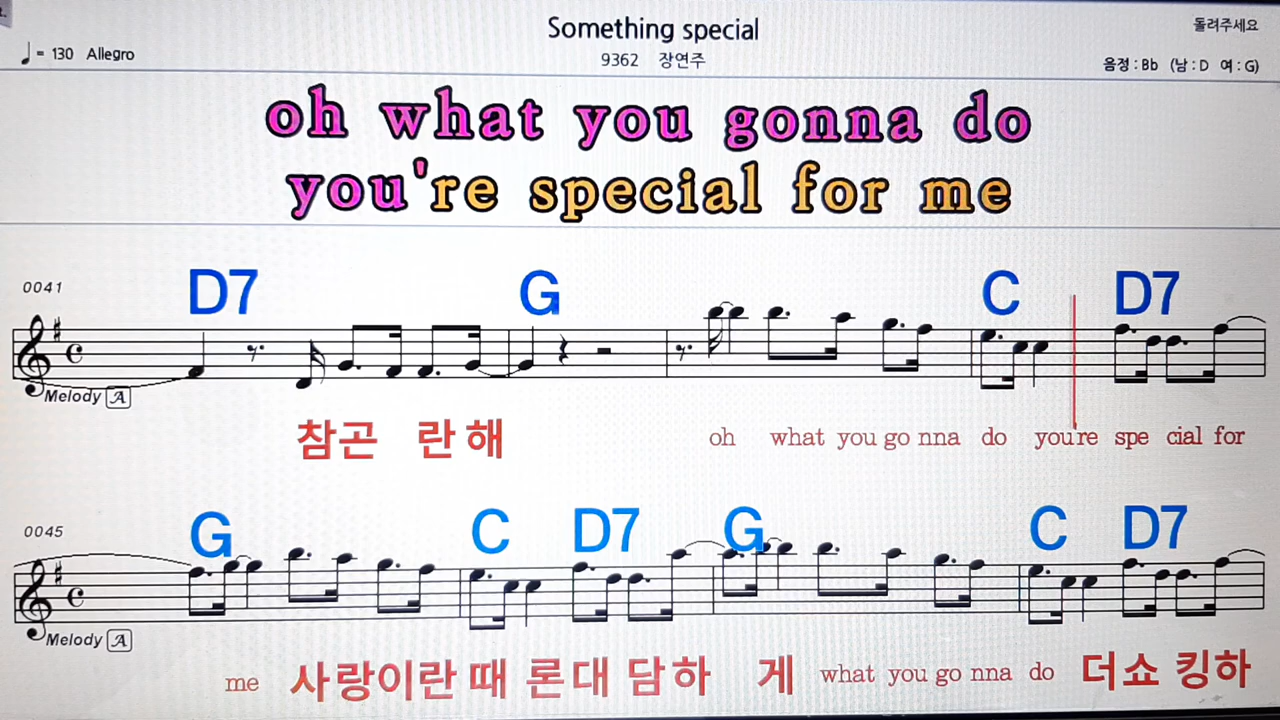 Something special
돌려주세요
♩ = 130 Allegro
9362 장연주
음정 : Bb (남 : D 여 : G)
oh what you gonna do
you're special for me
0041
D7 G C D7
Melody A
참곤 란해 oh what you go nna do you're spe cial for
0045
G C D7 G C D7
Melody A
me 사랑이란 때 론대 담하 게 what you go nna do 더쇼 킹하